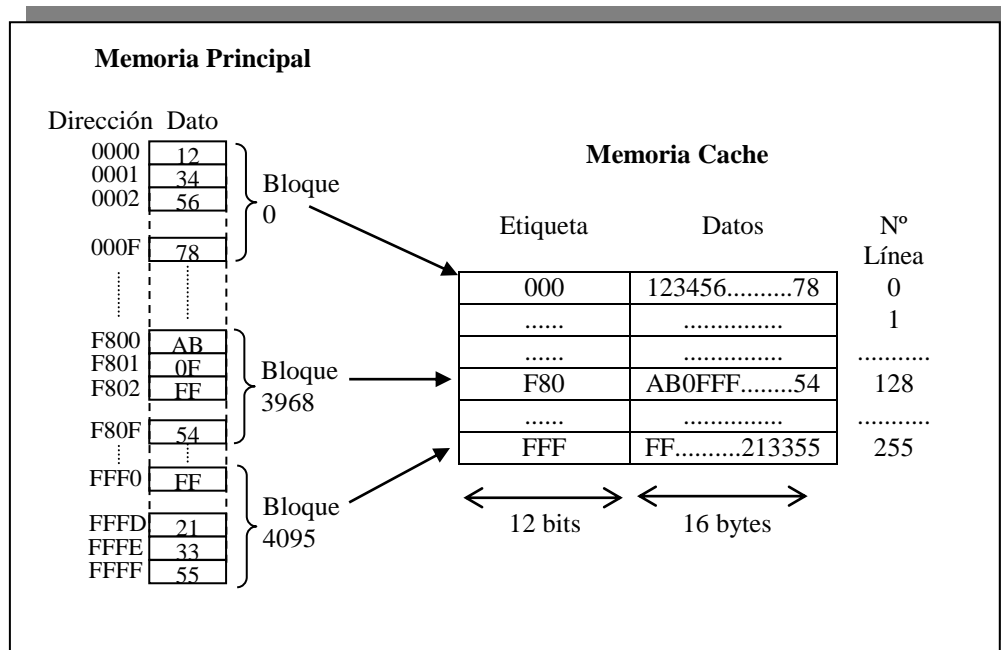 Memoria Principal
Dirección Dato
0000 12
0001 34
0002 56
000F 78
Bloque
0
F800 AB
F801 0F
F802 FF
F80F 54
Bloque
3968
FFF0 FF
FFFD 21
FFFE 33
FFFF 55
Bloque
4095
Memoria Cache
Etiqueta Datos Nº
Línea
000 123456..........78 0
...... ............... 1
...... ............... ...........
F80 AB0FFF........54 128
...... ............... ...........
FFF FF..........213355 255
12 bits 16 bytes